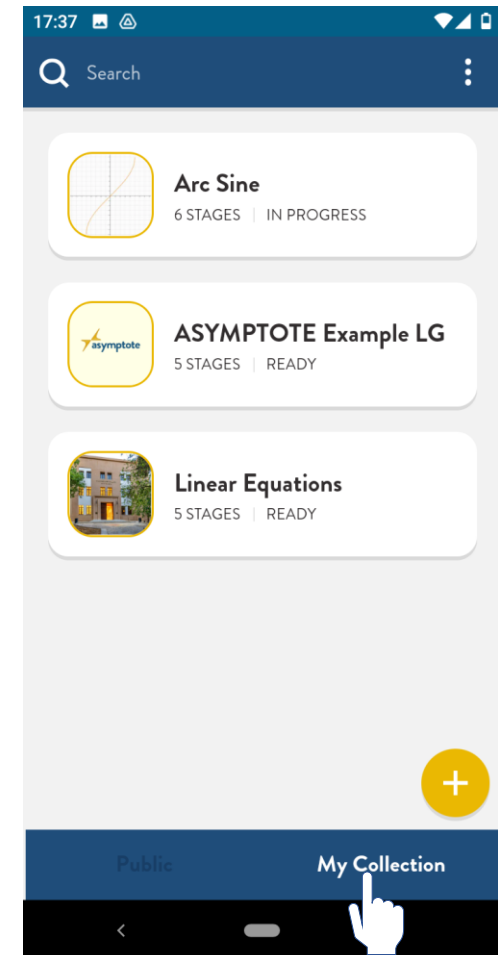 17:37
Search
Arc Sine
6 STAGES | IN PROGRESS
asymptote
ASYMPTOTE Example LG
5 STAGES | READY
Linear Equations
5 STAGES | READY
Public
My Collection